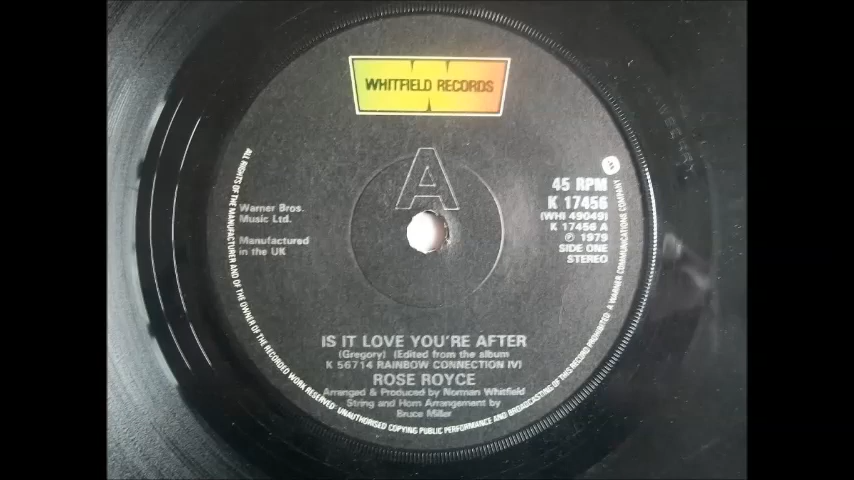 WHITFIELD RECORDS
A
Warner Bros.
Music Ltd.
Manufactured
in the UK
45 RPM
K 17456
(WHI 49049)
K 17456 A
℗ 1979
SIDE ONE
STEREO
IS IT LOVE YOU'RE AFTER
(Gregory) (Edited from the album
K 56714 RAINBOW CONNECTION IV)
ROSE ROYCE
Arranged & Produced by Norman Whitfield
String and Horn Arrangement by
Bruce Miller
ALL RIGHTS OF THE MANUFACTURER AND OF THE OWNER OF THE RECORDED WORK RESERVED UNAUTHORISED COPYING PUBLIC PERFORMANCE AND BROADCASTING OF THIS RECORD PROHIBITED A WARNER COMMUNICATIONS COMPANY